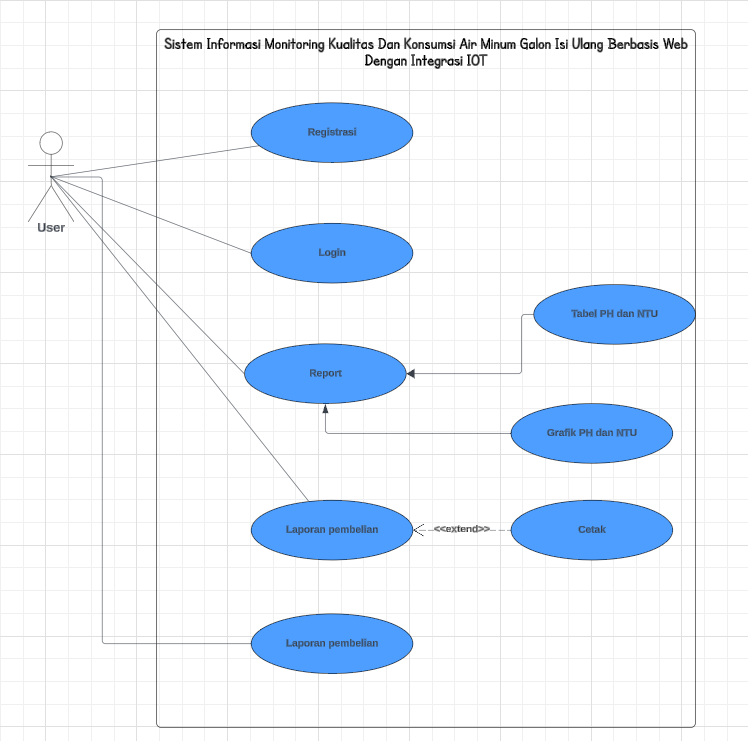 Sistem Informasi Monitoring Kualitas Dan Konsumsi Air Minum Galon Isi Ulang Berbasis Web
Dengan Integrasi IOT
Registrasi
User
Login
Tabel PH dan NTU
Report
Grafik PH dan NTU
Laporan pembelian
<<extend>>
Cetak
Laporan pembelian